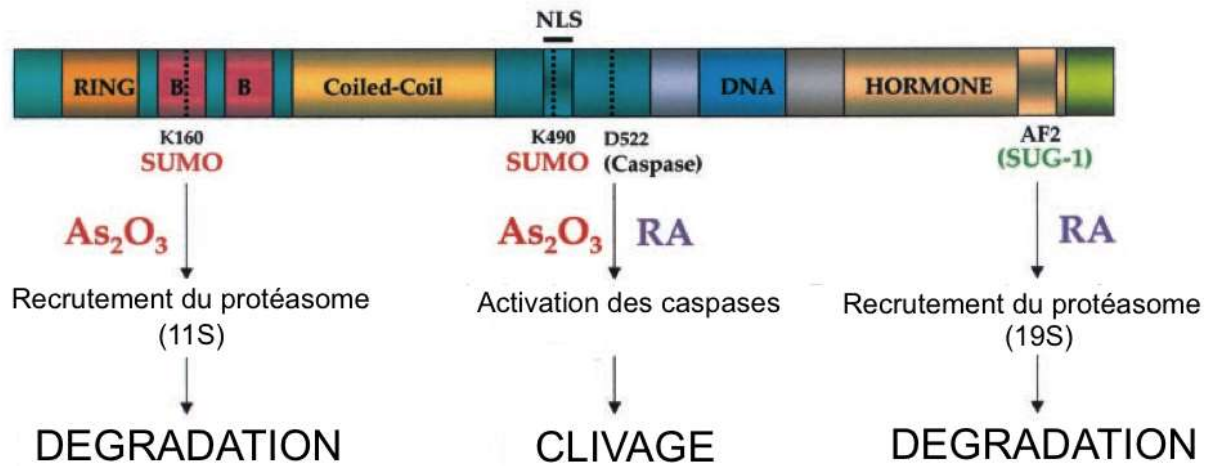 NLS
RING B B Coiled-Coil DNA HORMONE
K160 K490 D522 AF2
SUMO SUMO (Caspase) (SUG-1)
As₂O₃ As₂O₃ RA RA
Recrutement du protéasome
(11S)
Activation des caspases
Recrutement du protéasome
(19S)
DEGRADATION CLIVAGE DEGRADATION